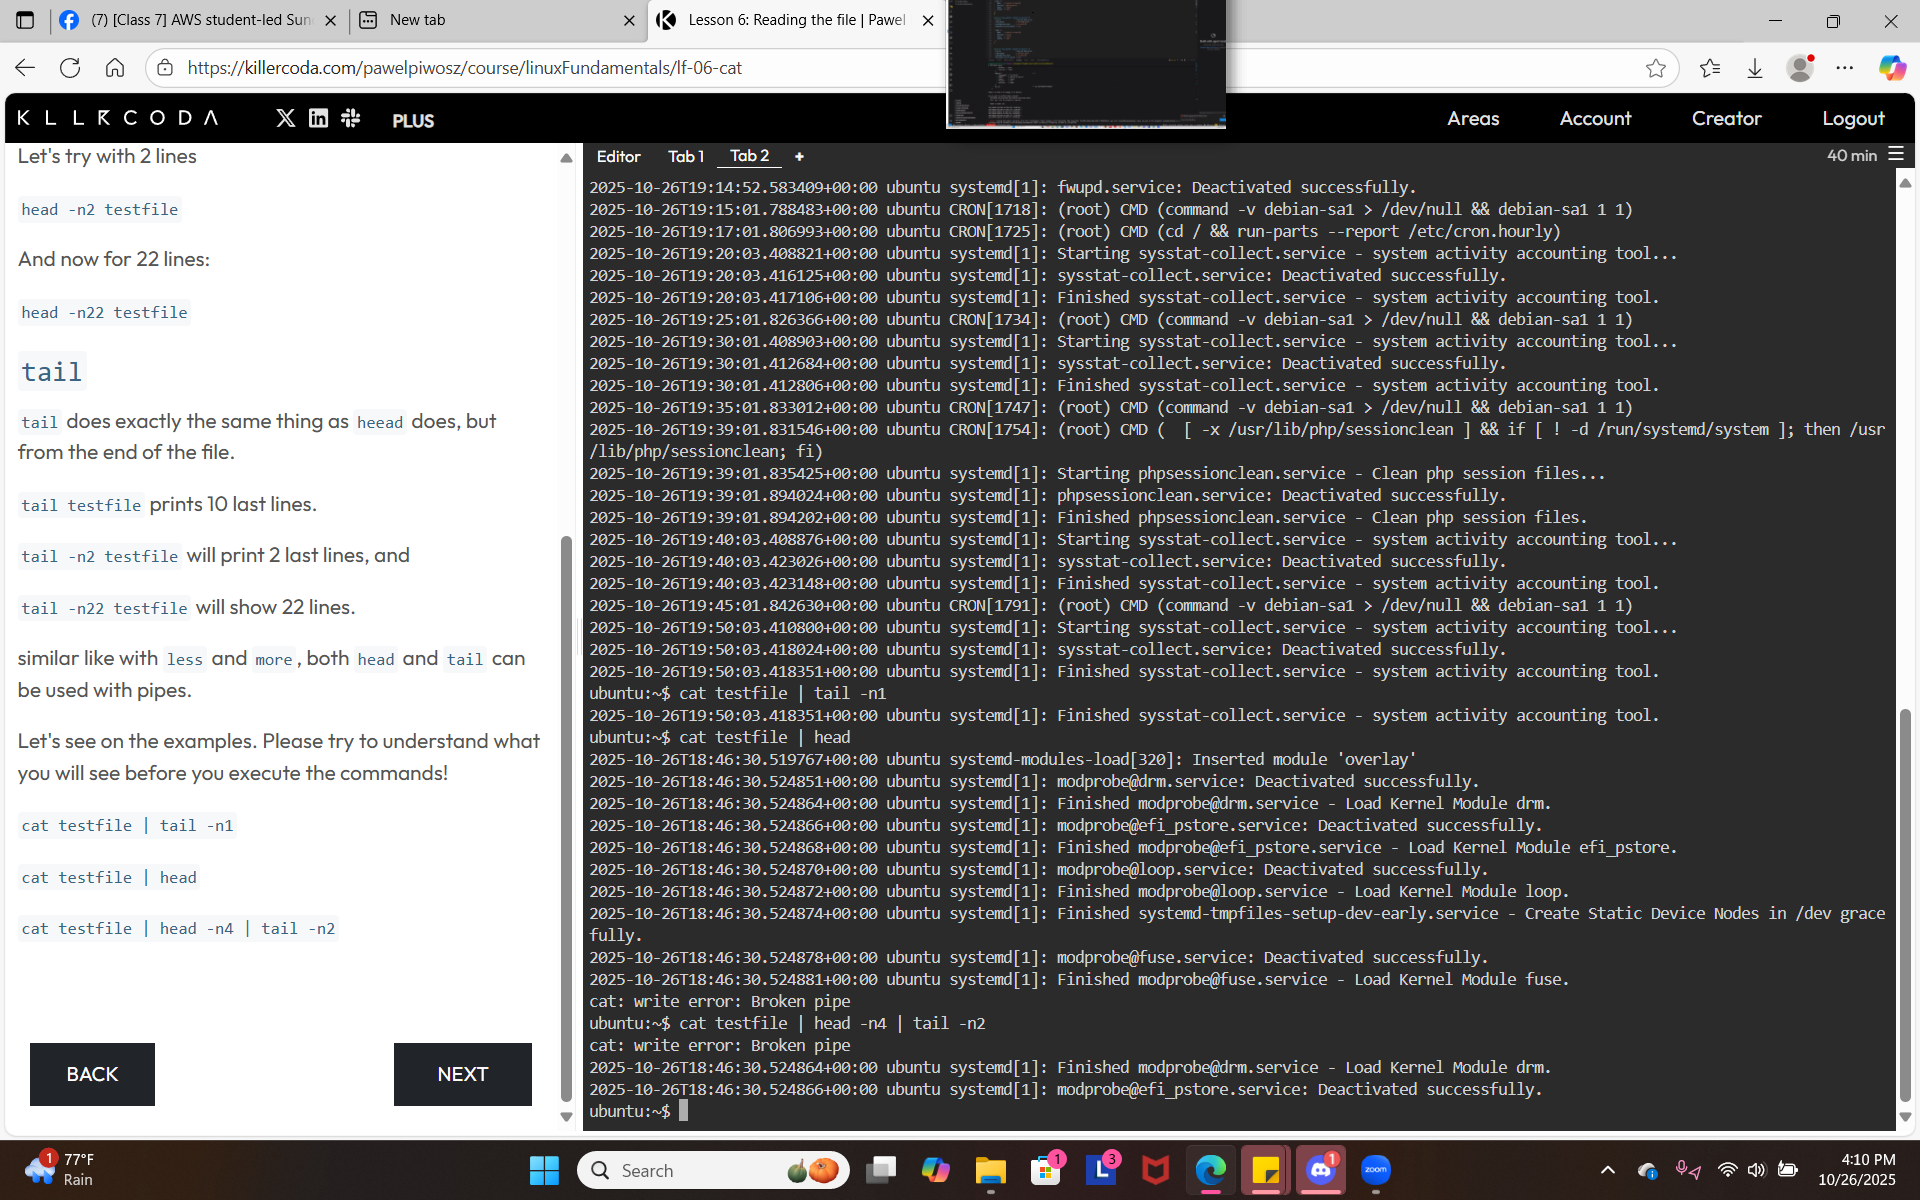 (7) [Class 7] AWS student-led Sun
New tab
Lesson 6: Reading the file | Pawel
https://killercoda.com/pawelpiwosz/course/linuxFundamentals/lf-06-cat
KILLERCODA
PLUS
Areas
Account
Creator
Logout
Let's try with 2 lines
head -n2 testfile
And now for 22 lines:
head -n22 testfile
tail
tail does exactly the same thing as heead does, but
from the end of the file.
tail testfile prints 10 last lines.
tail -n2 testfile will print 2 last lines, and
tail -n22 testfile will show 22 lines.
similar like with less and more , both head and tail can
be used with pipes.
Let's see on the examples. Please try to understand what
you will see before you execute the commands!
cat testfile | tail -n1
cat testfile | head
cat testfile | head -n4 | tail -n2
BACK
NEXT
Editor
Tab 1
Tab 2
+
40 min
2025-10-26T19:14:52.583409+00:00 ubuntu systemd[1]: fwupd.service: Deactivated successfully.
2025-10-26T19:15:01.788483+00:00 ubuntu CRON[1718]: (root) CMD (command -v debian-sa1 > /dev/null && debian-sa1 1 1)
2025-10-26T19:17:01.806993+00:00 ubuntu CRON[1725]: (root) CMD (cd / && run-parts --report /etc/cron.hourly)
2025-10-26T19:20:03.408821+00:00 ubuntu systemd[1]: Starting sysstat-collect.service - system activity accounting tool...
2025-10-26T19:20:03.416125+00:00 ubuntu systemd[1]: sysstat-collect.service: Deactivated successfully.
2025-10-26T19:20:03.417106+00:00 ubuntu systemd[1]: Finished sysstat-collect.service - system activity accounting tool.
2025-10-26T19:25:01.826366+00:00 ubuntu CRON[1734]: (root) CMD (command -v debian-sa1 > /dev/null && debian-sa1 1 1)
2025-10-26T19:30:01.408903+00:00 ubuntu systemd[1]: Starting sysstat-collect.service - system activity accounting tool...
2025-10-26T19:30:01.412684+00:00 ubuntu systemd[1]: sysstat-collect.service: Deactivated successfully.
2025-10-26T19:30:01.412806+00:00 ubuntu systemd[1]: Finished sysstat-collect.service - system activity accounting tool.
2025-10-26T19:35:01.833012+00:00 ubuntu CRON[1747]: (root) CMD (command -v debian-sa1 > /dev/null && debian-sa1 1 1)
2025-10-26T19:39:01.831546+00:00 ubuntu CRON[1754]: (root) CMD (  [ -x /usr/lib/php/sessionclean ] && if [ ! -d /run/systemd/system ]; then /usr
/lib/php/sessionclean; fi)
2025-10-26T19:39:01.835425+00:00 ubuntu systemd[1]: Starting phpsessionclean.service - Clean php session files...
2025-10-26T19:39:01.894024+00:00 ubuntu systemd[1]: phpsessionclean.service: Deactivated successfully.
2025-10-26T19:39:01.894202+00:00 ubuntu systemd[1]: Finished phpsessionclean.service - Clean php session files.
2025-10-26T19:40:03.408876+00:00 ubuntu systemd[1]: Starting sysstat-collect.service - system activity accounting tool...
2025-10-26T19:40:03.423026+00:00 ubuntu systemd[1]: sysstat-collect.service: Deactivated successfully.
2025-10-26T19:40:03.423148+00:00 ubuntu systemd[1]: Finished sysstat-collect.service - system activity accounting tool.
2025-10-26T19:45:01.842630+00:00 ubuntu CRON[1791]: (root) CMD (command -v debian-sa1 > /dev/null && debian-sa1 1 1)
2025-10-26T19:50:03.410800+00:00 ubuntu systemd[1]: Starting sysstat-collect.service - system activity accounting tool...
2025-10-26T19:50:03.418024+00:00 ubuntu systemd[1]: sysstat-collect.service: Deactivated successfully.
2025-10-26T19:50:03.418351+00:00 ubuntu systemd[1]: Finished sysstat-collect.service - system activity accounting tool.
ubuntu:~$ cat testfile | tail -n1
2025-10-26T19:50:03.418351+00:00 ubuntu systemd[1]: Finished sysstat-collect.service - system activity accounting tool.
ubuntu:~$ cat testfile | head
2025-10-26T18:46:30.519767+00:00 ubuntu systemd-modules-load[320]: Inserted module 'overlay'
2025-10-26T18:46:30.524851+00:00 ubuntu systemd[1]: modprobe@drm.service: Deactivated successfully.
2025-10-26T18:46:30.524864+00:00 ubuntu systemd[1]: Finished modprobe@drm.service - Load Kernel Module drm.
2025-10-26T18:46:30.524866+00:00 ubuntu systemd[1]: modprobe@efi_pstore.service: Deactivated successfully.
2025-10-26T18:46:30.524868+00:00 ubuntu systemd[1]: Finished modprobe@efi_pstore.service - Load Kernel Module efi_pstore.
2025-10-26T18:46:30.524870+00:00 ubuntu systemd[1]: modprobe@loop.service: Deactivated successfully.
2025-10-26T18:46:30.524872+00:00 ubuntu systemd[1]: Finished modprobe@loop.service - Load Kernel Module loop.
2025-10-26T18:46:30.524874+00:00 ubuntu systemd[1]: Finished systemd-tmpfiles-setup-dev-early.service - Create Static Device Nodes in /dev grace
fully.
2025-10-26T18:46:30.524878+00:00 ubuntu systemd[1]: modprobe@fuse.service: Deactivated successfully.
2025-10-26T18:46:30.524881+00:00 ubuntu systemd[1]: Finished modprobe@fuse.service - Load Kernel Module fuse.
cat: write error: Broken pipe
ubuntu:~$ cat testfile | head -n4 | tail -n2
cat: write error: Broken pipe
2025-10-26T18:46:30.524864+00:00 ubuntu systemd[1]: Finished modprobe@drm.service - Load Kernel Module drm.
2025-10-26T18:46:30.524866+00:00 ubuntu systemd[1]: modprobe@efi_pstore.service: Deactivated successfully.
ubuntu:~$
1
77°F
Rain
Search
1
L
3
1
zoom
4:10 PM
10/26/2025